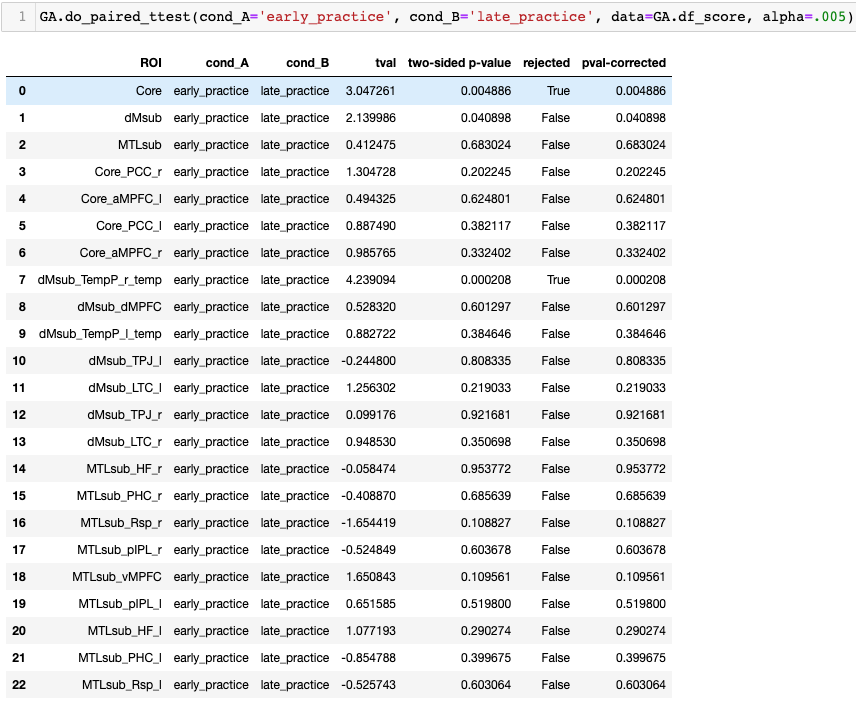 1 GA.do_paired_ttest(cond_A='early_practice', cond_B='late_practice', data=GA.df_score, alpha=.005)
ROI cond_A cond_B tval two-sided p-value rejected pval-corrected
0 Core early_practice late_practice 3.047261 0.004886 True 0.004886
1 dMsub early_practice late_practice 2.139986 0.040898 False 0.040898
2 MTLsub early_practice late_practice 0.412475 0.683024 False 0.683024
3 Core_PCC_r early_practice late_practice 1.304728 0.202245 False 0.202245
4 Core_aMPFC_l early_practice late_practice 0.494325 0.624801 False 0.624801
5 Core_PCC_l early_practice late_practice 0.887490 0.382117 False 0.382117
6 Core_aMPFC_r early_practice late_practice 0.985765 0.332402 False 0.332402
7 dMsub_TempP_r_temp early_practice late_practice 4.239094 0.000208 True 0.000208
8 dMsub_dMPFC early_practice late_practice 0.528320 0.601297 False 0.601297
9 dMsub_TempP_l_temp early_practice late_practice 0.882722 0.384646 False 0.384646
10 dMsub_TPJ_l early_practice late_practice -0.244800 0.808335 False 0.808335
11 dMsub_LTC_l early_practice late_practice 1.256302 0.219033 False 0.219033
12 dMsub_TPJ_r early_practice late_practice 0.099176 0.921681 False 0.921681
13 dMsub_LTC_r early_practice late_practice 0.948530 0.350698 False 0.350698
14 MTLsub_HF_r early_practice late_practice -0.058474 0.953772 False 0.953772
15 MTLsub_PHC_r early_practice late_practice -0.408870 0.685639 False 0.685639
16 MTLsub_Rsp_r early_practice late_practice -1.654419 0.108827 False 0.108827
17 MTLsub_pIPL_r early_practice late_practice -0.524849 0.603678 False 0.603678
18 MTLsub_vMPFC early_practice late_practice 1.650843 0.109561 False 0.109561
19 MTLsub_pIPL_l early_practice late_practice 0.651585 0.519800 False 0.519800
20 MTLsub_HF_l early_practice late_practice 1.077193 0.290274 False 0.290274
21 MTLsub_PHC_l early_practice late_practice -0.854788 0.399675 False 0.399675
22 MTLsub_Rsp_l early_practice late_practice -0.525743 0.603064 False 0.603064